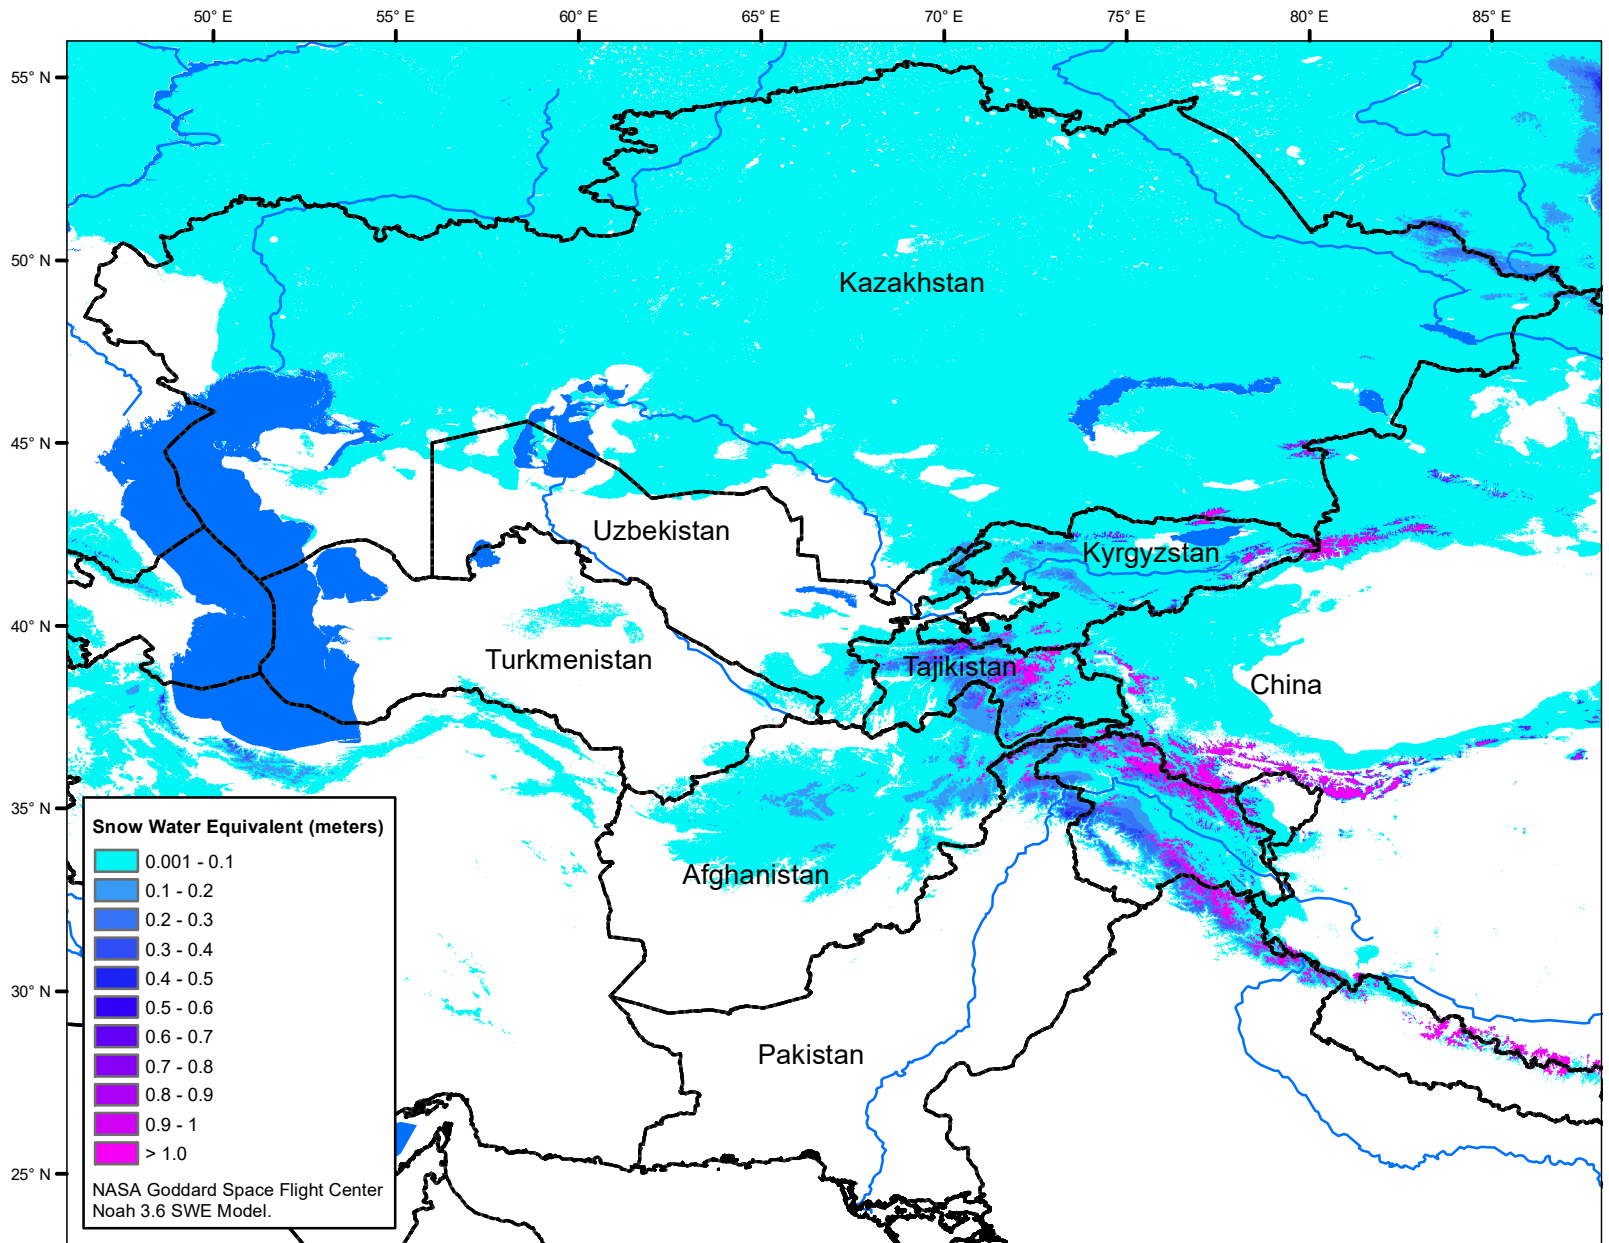 50° E 55° E 60° E 65° E 70° E 75° E 80° E 85° E
55° N
50° N
Kazakhstan
45° N
Uzbekistan
Kyrgyzstan
40° N
Turkmenistan
Tajikistan
China
35° N
Snow Water Equivalent (meters)
0.001 - 0.1
0.1 - 0.2
0.2 - 0.3
0.3 - 0.4
0.4 - 0.5
0.5 - 0.6
0.6 - 0.7
0.7 - 0.8
0.8 - 0.9
0.9 - 1
> 1.0
NASA Goddard Space Flight Center
Noah 3.6 SWE Model.
Afghanistan
30° N
Pakistan
25° N